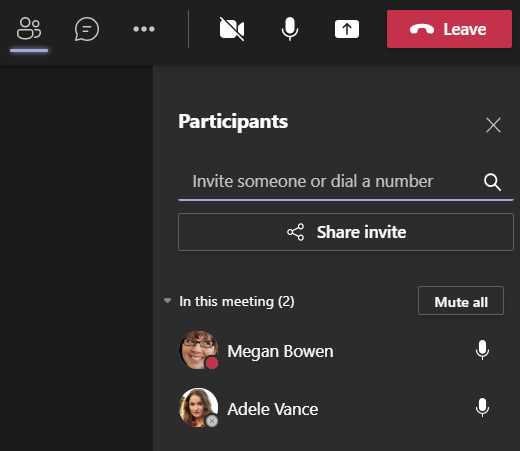 Leave
Participants
Invite someone or dial a number
Share invite
In this meeting (2)
Mute all
Megan Bowen
Adele Vance